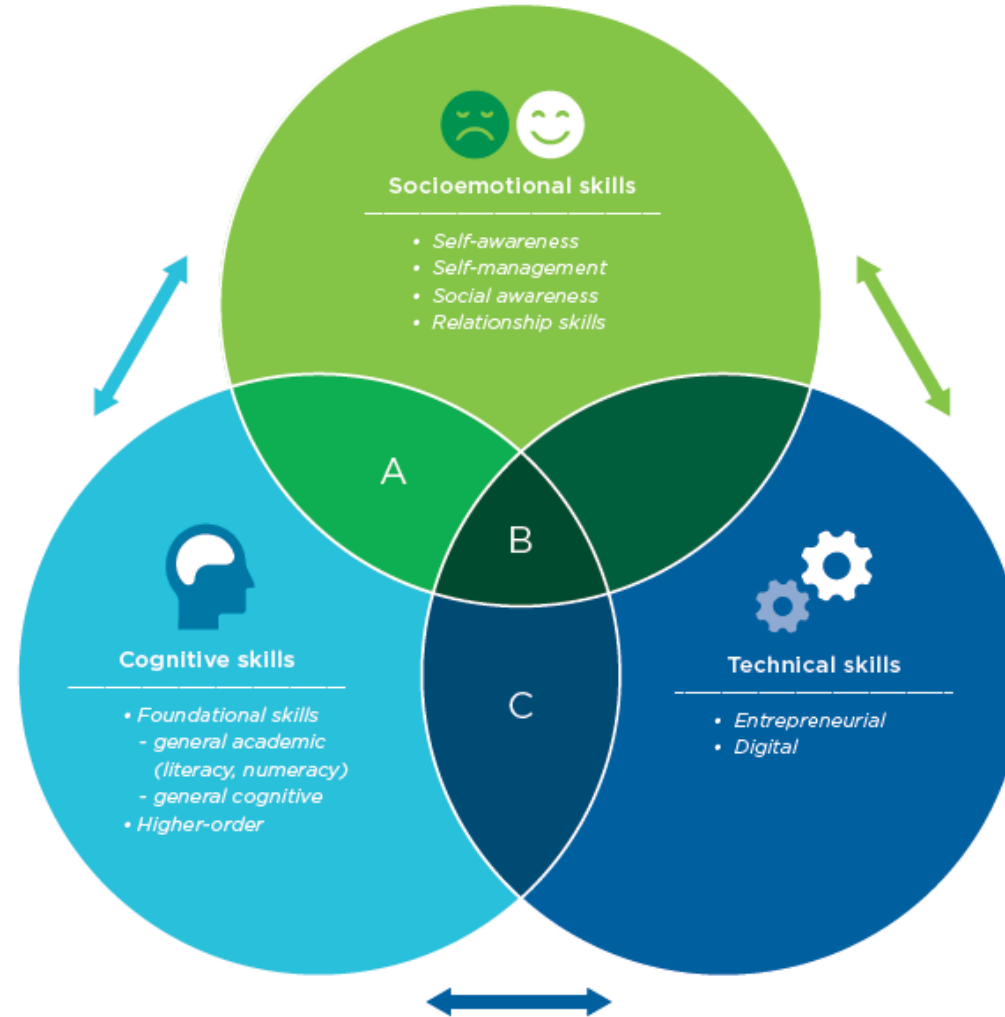 Socioemotional skills
• Self-awareness
• Self-management
• Social awareness
• Relationship skills
A
B
C
Cognitive skills
• Foundational skills
- general academic
(literacy, numeracy)
- general cognitive
• Higher-order
Technical skills
• Entrepreneurial
• Digital